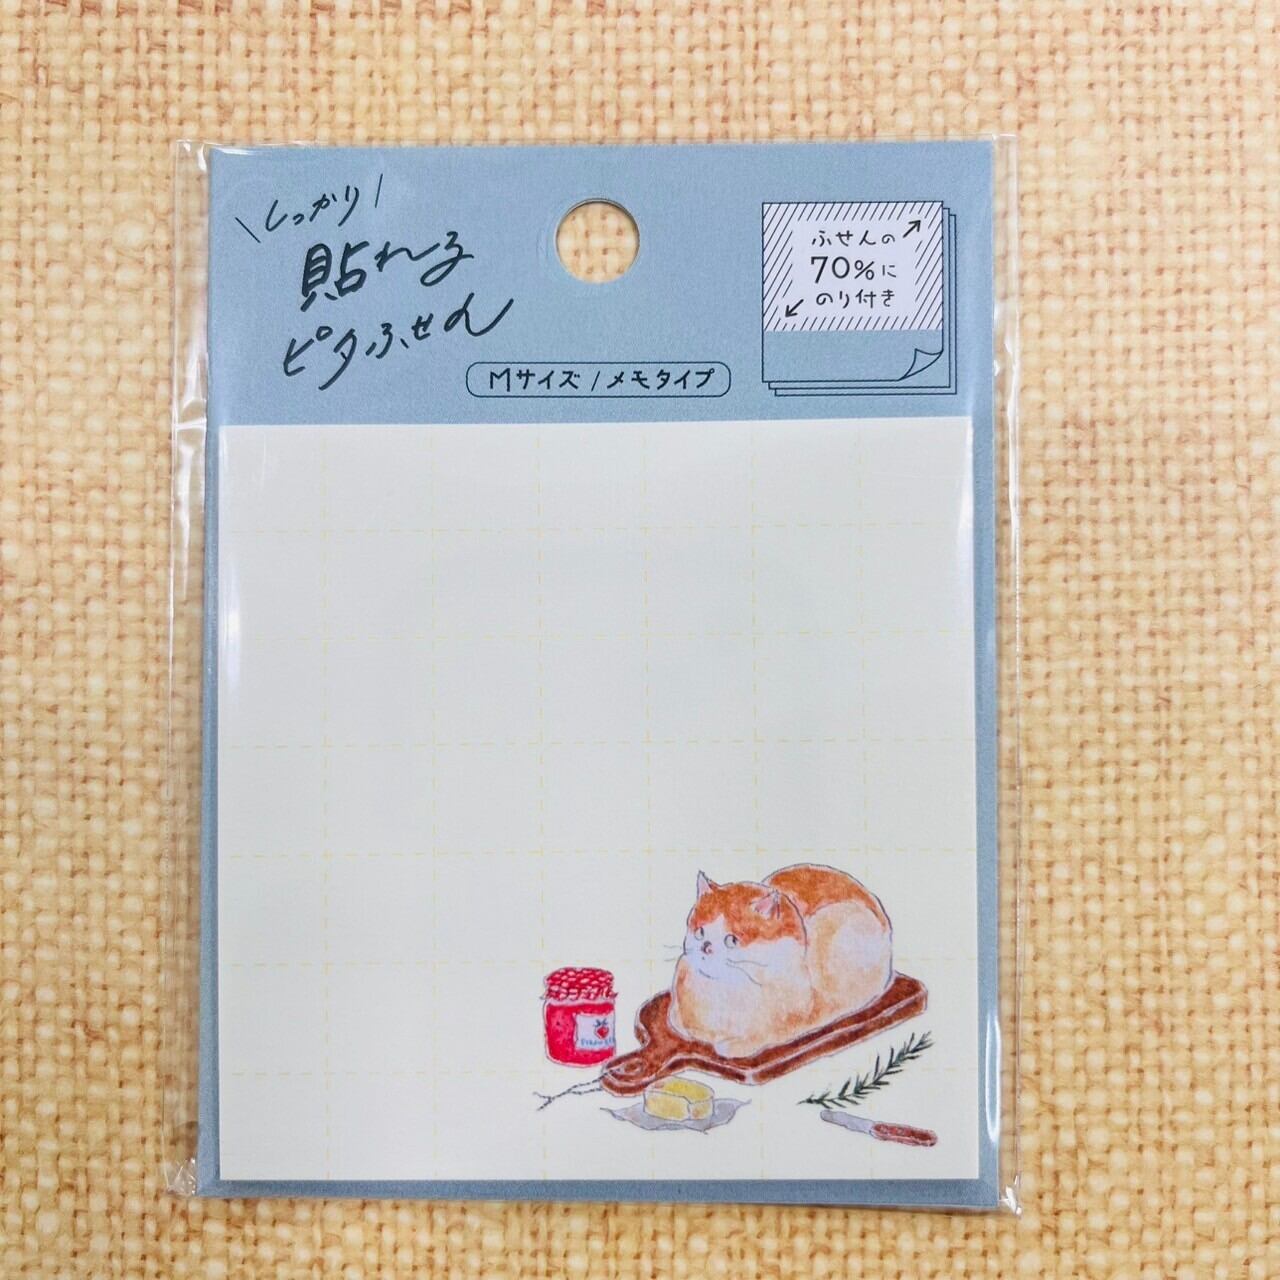 \しっかり/
貼れる
ピタふせん
Mサイズ/メモタイプ
ふせんの
70%に
のり付き